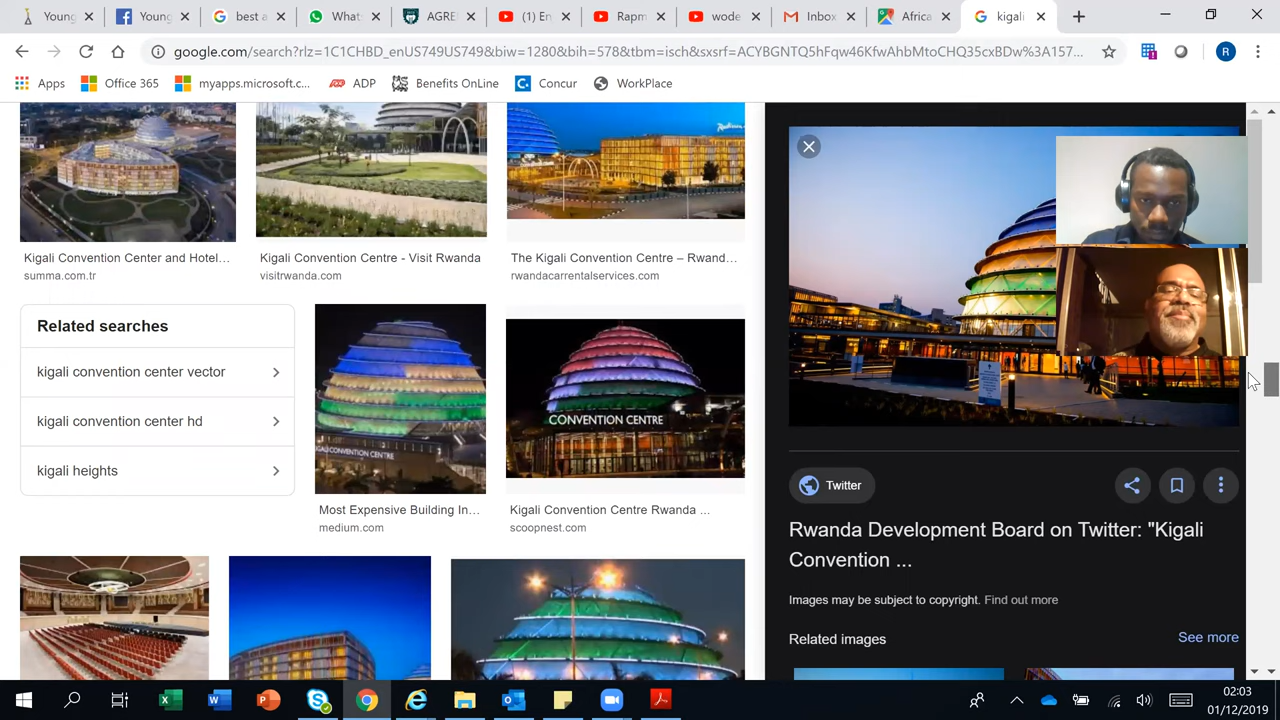 Young
Young
best a
What:
AGREE
(1) En
Rapm
wode
Inbox
Africa
kigali
google.com/search?rlz=1C1CHBD_enUS749US749&biw=1280&bih=578&tbm=isch&sxsrf=ACYBGNTQ5hFqw46KfwAhbMtoCHQ35cxBDw%3A157...
R
Apps
Office 365
myapps.microsoft.c...
ADP
Benefits OnLine
Concur
WorkPlace
Kigali Convention Center and Hotel...
summa.com.tr
Kigali Convention Centre - Visit Rwanda
visitrwanda.com
The Kigali Convention Centre – Rwand...
rwandacarrentalservices.com
Related searches
kigali convention center vector
kigali convention center hd
kigali heights
KIGALI CONVENTION CENTRE
Most Expensive Building In...
medium.com
CONVENTION CENTRE
Kigali Convention Centre Rwanda ...
scoopnest.com
Twitter
Rwanda Development Board on Twitter: "Kigali
Convention ...
Images may be subject to copyright. Find out more
Related images
See more
02:03
01/12/2019